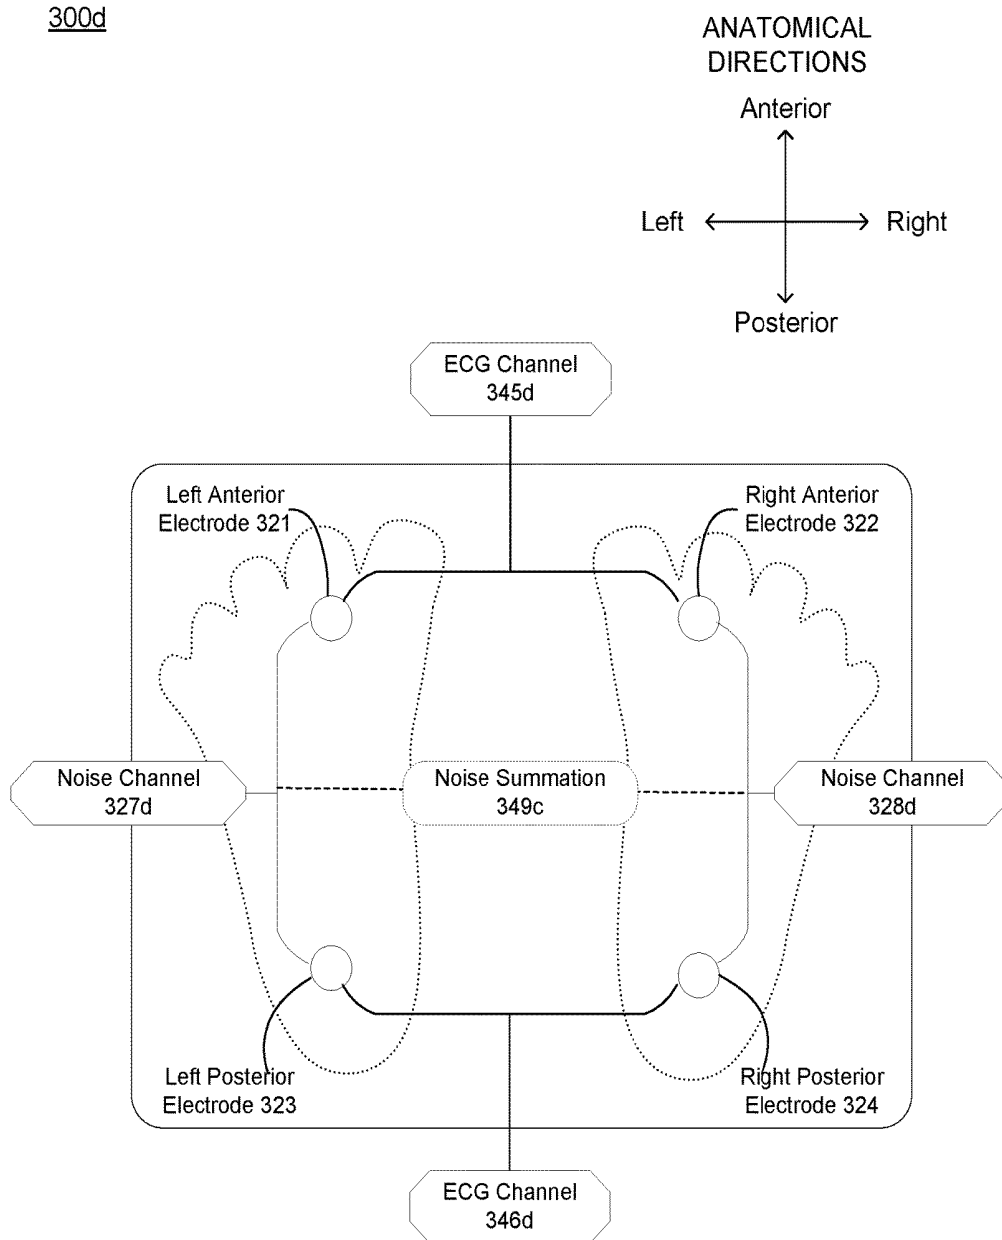 300d
ANATOMICAL
DIRECTIONS
Anterior
Left
Right
Posterior
ECG Channel
345d
Left Anterior
Electrode 321
Right Anterior
Electrode 322
Noise Channel
327d
Noise Summation
349c
Noise Channel
328d
Left Posterior
Electrode 323
Right Posterior
Electrode 324
ECG Channel
346d